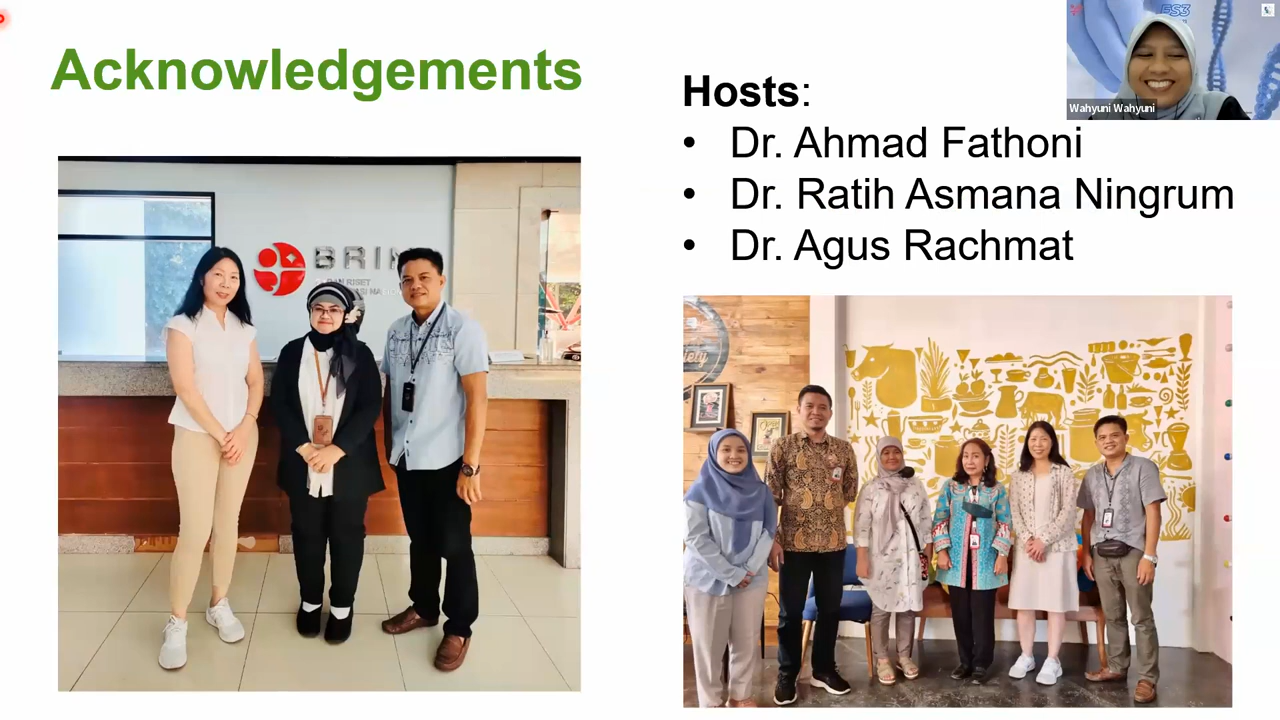 Acknowledgements
Hosts:
• Dr. Ahmad Fathoni
• Dr. Ratih Asmana Ningrum
• Dr. Agus Rachmat
Wahyuni Wahyuni
BRIN